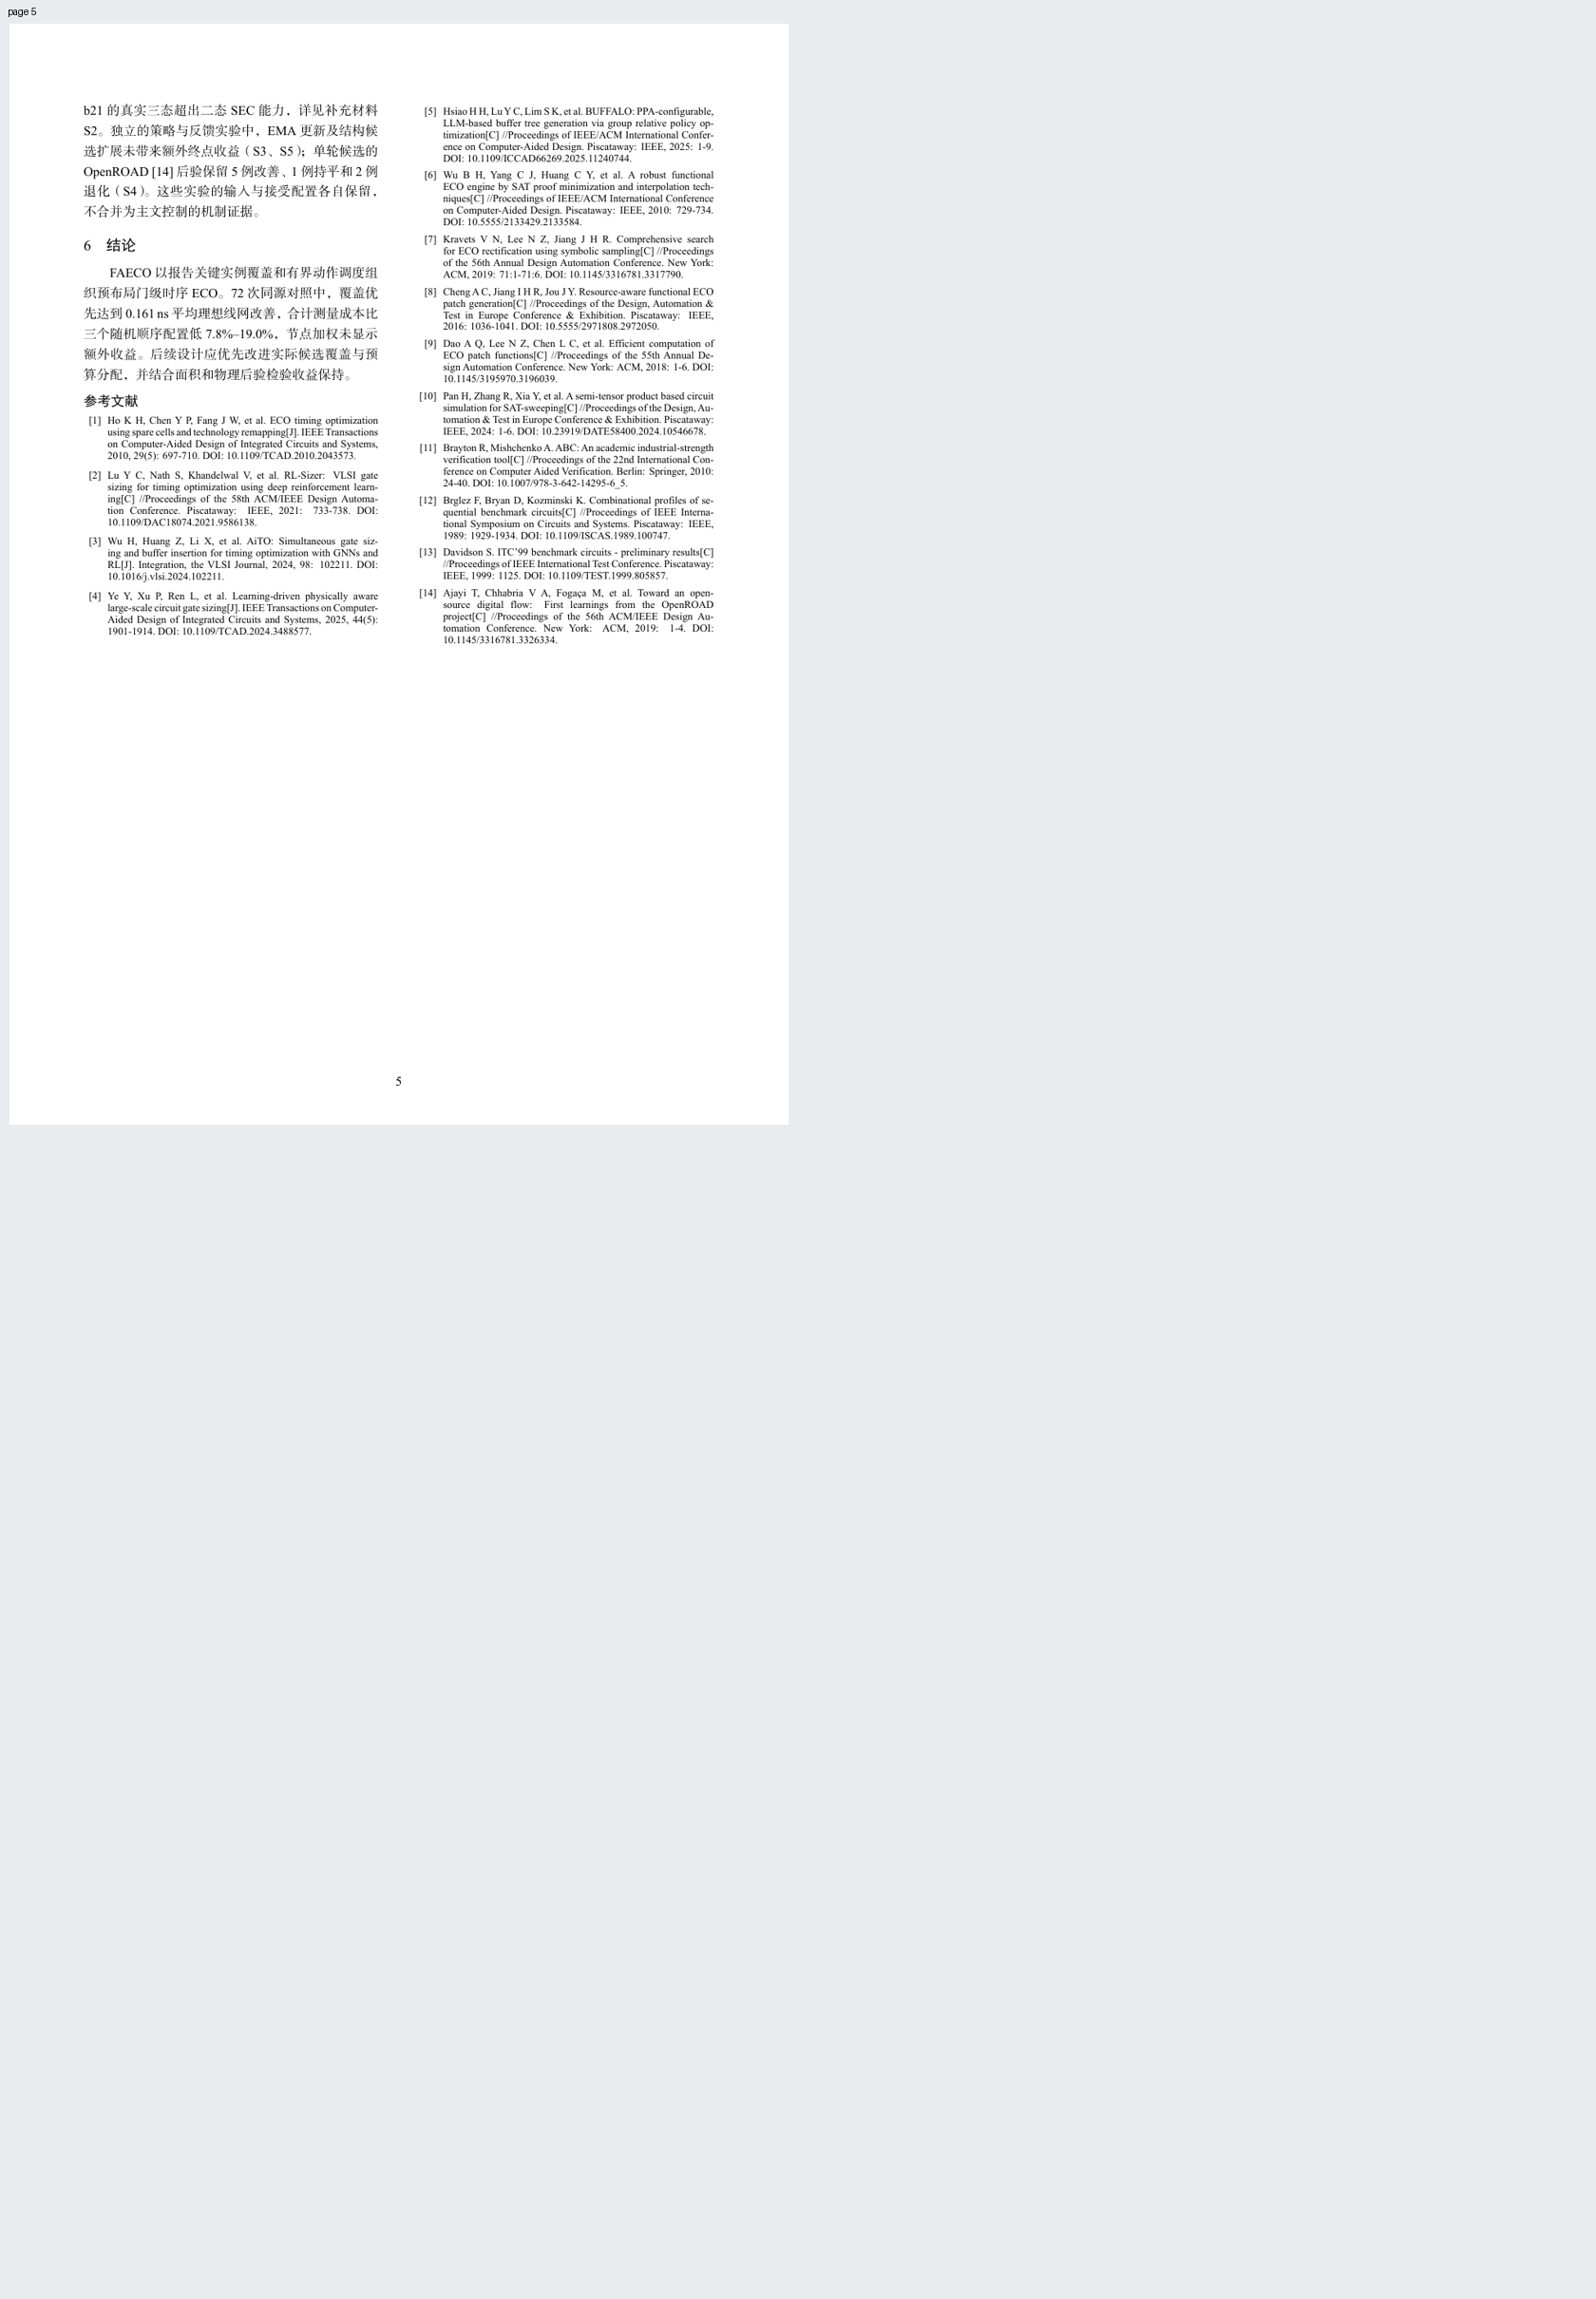 page 5
b21 的真实三态超出二态 SEC 能力，详见补充材料
S2。独立的策略与反馈实验中，EMA 更新及结构候
选扩展未带来额外终点收益（S3、S5）；单轮候选的
OpenROAD [14] 后验保留 5 例改善、1 例持平和 2 例
退化（S4）。这些实验的输入与接受配置各自保留，
不合并为主文控制的机制证据。
6 结论
FAECO 以报告关键实例覆盖和有界动作调度组
织预布局门级时序 ECO。72 次同源对照中，覆盖优
先达到 0.161 ns 平均理想线网改善，合计测量成本比
三个随机顺序配置低 7.8%–19.0%，节点加权未显示
额外收益。后续设计应优先改进实际候选覆盖与预
算分配，并结合面积和物理后验检验收益保持。
参考文献
[1] Ho K H, Chen Y P, Fang J W, et al. ECO timing optimization
using spare cells and technology remapping[J]. IEEE Transactions
on Computer-Aided Design of Integrated Circuits and Systems,
2010, 29(5): 697-710. DOI: 10.1109/TCAD.2010.2043573.
[2] Lu Y C, Nath S, Khandelwal V, et al. RL-Sizer: VLSI gate
sizing for timing optimization using deep reinforcement learn-
ing[C] //Proceedings of the 58th ACM/IEEE Design Automa-
tion Conference. Piscataway: IEEE, 2021: 733-738. DOI:
10.1109/DAC18074.2021.9586138.
[3] Wu H, Huang Z, Li X, et al. AiTO: Simultaneous gate siz-
ing and buffer insertion for timing optimization with GNNs and
RL[J]. Integration, the VLSI Journal, 2024, 98: 102211. DOI:
10.1016/j.vlsi.2024.102211.
[4] Ye Y, Xu P, Ren L, et al. Learning-driven physically aware
large-scale circuit gate sizing[J]. IEEE Transactions on Computer-
Aided Design of Integrated Circuits and Systems, 2025, 44(5):
1901-1914. DOI: 10.1109/TCAD.2024.3488577.
[5] Hsiao H H, Lu Y C, Lim S K, et al. BUFFALO: PPA-configurable,
LLM-based buffer tree generation via group relative policy op-
timization[C] //Proceedings of IEEE/ACM International Confer-
ence on Computer-Aided Design. Piscataway: IEEE, 2025: 1-9.
DOI: 10.1109/ICCAD66269.2025.11240744.
[6] Wu B H, Yang C J, Huang C Y, et al. A robust functional
ECO engine by SAT proof minimization and interpolation tech-
niques[C] //Proceedings of IEEE/ACM International Conference
on Computer-Aided Design. Piscataway: IEEE, 2010: 729-734.
DOI: 10.5555/2133429.2133584.
[7] Kravets V N, Lee N Z, Jiang J H R. Comprehensive search
for ECO rectification using symbolic sampling[C] //Proceedings
of the 56th Annual Design Automation Conference. New York:
ACM, 2019: 71:1-71:6. DOI: 10.1145/3316781.3317790.
[8] Cheng A C, Jiang I H R, Jou J Y. Resource-aware functional ECO
patch generation[C] //Proceedings of the Design, Automation &
Test in Europe Conference & Exhibition. Piscataway: IEEE,
2016: 1036-1041. DOI: 10.5555/2971808.2972050.
[9] Dao A Q, Lee N Z, Chen L C, et al. Efficient computation of
ECO patch functions[C] //Proceedings of the 55th Annual De-
sign Automation Conference. New York: ACM, 2018: 1-6. DOI:
10.1145/3195970.3196039.
[10] Pan H, Zhang R, Xia Y, et al. A semi-tensor product based circuit
simulation for SAT-sweeping[C] //Proceedings of the Design, Au-
tomation & Test in Europe Conference & Exhibition. Piscataway:
IEEE, 2024: 1-6. DOI: 10.23919/DATE58400.2024.10546678.
[11] Brayton R, Mishchenko A. ABC: An academic industrial-strength
verification tool[C] //Proceedings of the 22nd International Con-
ference on Computer Aided Verification. Berlin: Springer, 2010:
24-40. DOI: 10.1007/978-3-642-14295-6_5.
[12] Brglez F, Bryan D, Kozminski K. Combinational profiles of se-
quential benchmark circuits[C] //Proceedings of IEEE Interna-
tional Symposium on Circuits and Systems. Piscataway: IEEE,
1989: 1929-1934. DOI: 10.1109/ISCAS.1989.100747.
[13] Davidson S. ITC’99 benchmark circuits - preliminary results[C]
//Proceedings of IEEE International Test Conference. Piscataway:
IEEE, 1999: 1125. DOI: 10.1109/TEST.1999.805857.
[14] Ajayi T, Chhabria V A, Fogaça M, et al. Toward an open-
source digital flow: First learnings from the OpenROAD
project[C] //Proceedings of the 56th ACM/IEEE Design Au-
tomation Conference. New York: ACM, 2019: 1-4. DOI:
10.1145/3316781.3326334.
5